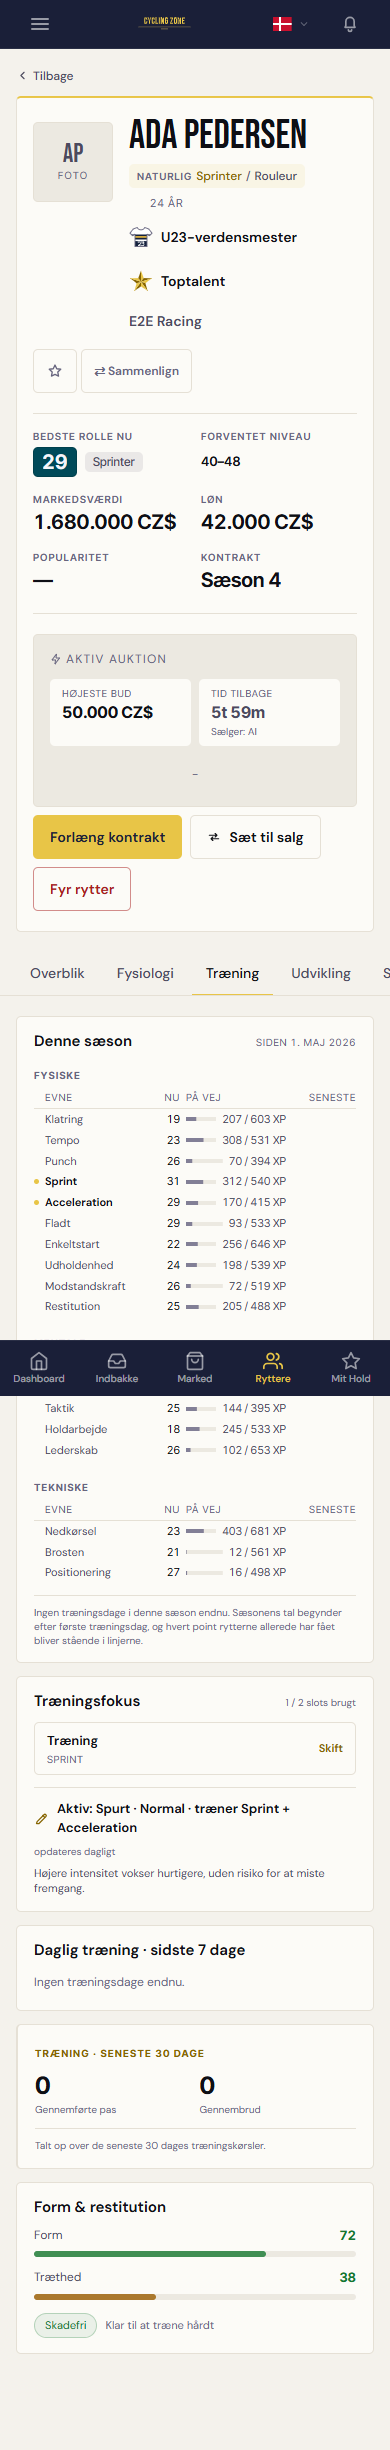 CYCLING ZONE
Tilbage
AP
FOTO
ADA PEDERSEN
NATURLIG Sprinter / Rouleur
24 ÅR
23
U23-verdensmester
Toptalent
E2E Racing
Sammenlign
BEDSTE ROLLE NU
FORVENTET NIVEAU
29 Sprinter
40–48
MARKEDSVÆRDI
LØN
1.680.000 CZ$
42.000 CZ$
POPULARITET
KONTRAKT
—
Sæson 4
AKTIV AUKTION
HØJESTE BUD
TID TILBAGE
50.000 CZ$
5t 59m
Sælger: AI
–
Forlæng kontrakt
Sæt til salg
Fyr rytter
Overblik Fysiologi Træning Udvikling S
Denne sæson SIDEN 1. MAJ 2026
FYSISKE
EVNE NU PÅ VEJ SENESTE
Klatring 19 207 / 603 XP
Tempo 23 308 / 531 XP
Punch 26 70 / 394 XP
Sprint 31 312 / 540 XP
Acceleration 29 170 / 415 XP
Fladt 29 93 / 533 XP
Enkeltstart 22 256 / 646 XP
Udholdenhed 24 198 / 539 XP
Modstandskraft 26 72 / 519 XP
Restitution 25 205 / 488 XP
Dashboard Indbakke Marked Ryttere Mit Hold
Taktik 25 144 / 395 XP
Holdarbejde 18 245 / 533 XP
Lederskab 26 102 / 653 XP
TEKNISKE
EVNE NU PÅ VEJ SENESTE
Nedkørsel 23 403 / 681 XP
Brosten 21 12 / 561 XP
Positionering 27 16 / 498 XP
Ingen træningsdage i denne sæson endnu. Sæsonens tal begynder
efter første træningsdag, og hvert point rytterne allerede har fået
bliver stående i linjerne.
Træningsfokus 1 / 2 slots brugt
Træning
SPRINT
Skift
Aktiv: Spurt · Normal · træner Sprint +
Acceleration
opdateres dagligt
Højere intensitet vokser hurtigere, uden risiko for at miste
fremgang.
Daglig træning · sidste 7 dage
Ingen træningsdage endnu.
TRÆNING · SENESTE 30 DAGE
0 0
Gennemførte pas Gennembrud
Talt op over de seneste 30 dages træningskørsler.
Form & restitution
Form 72
Træthed 38
Skadefri Klar til at træne hårdt